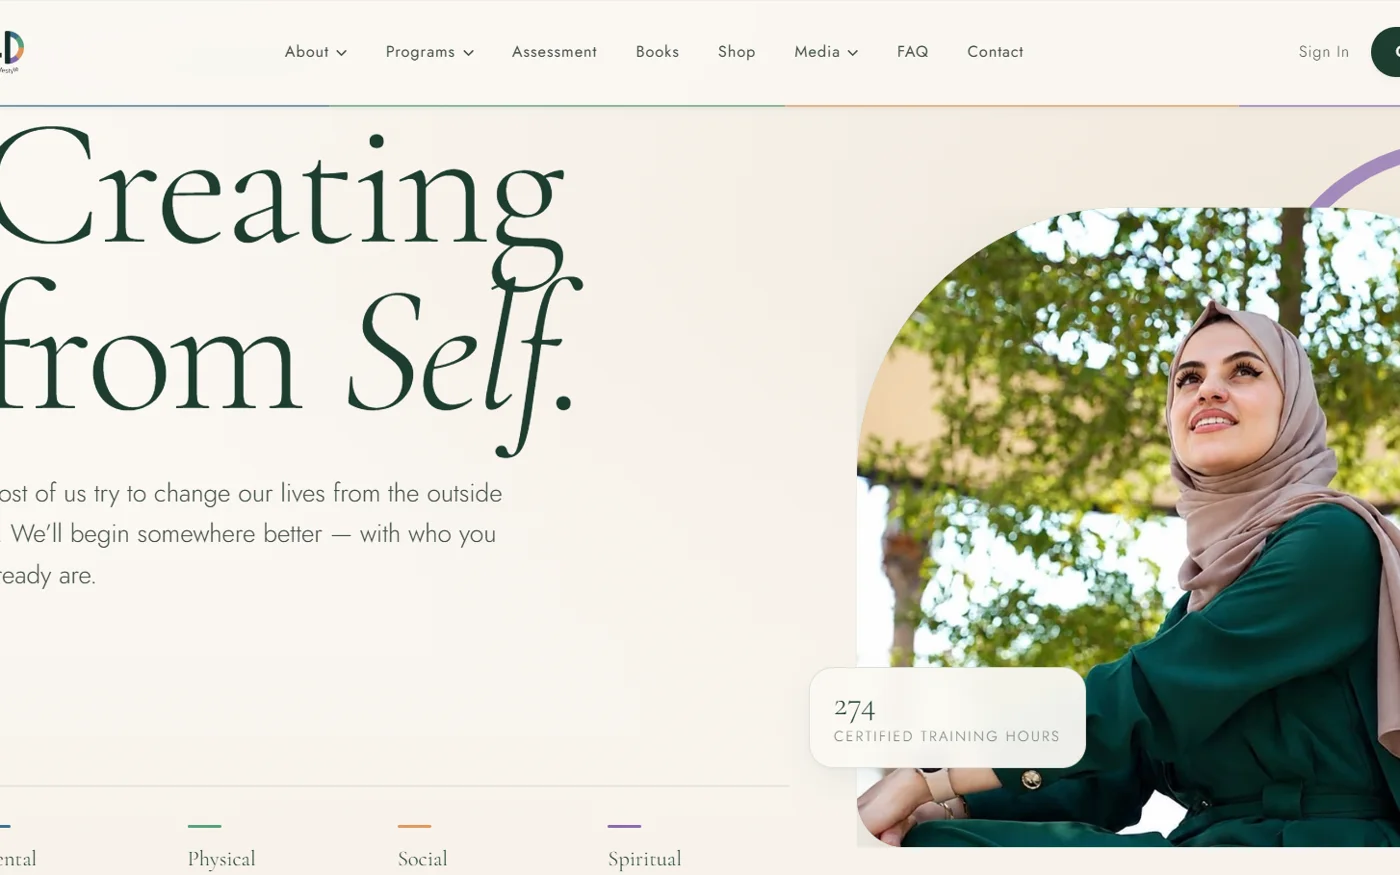 About
Programs
Assessment
Books
Shop
Media
FAQ
Contact
Sign In
Creating
from Self.
ost of us try to change our lives from the outside
We’ll begin somewhere better — with who you
ready are.
274
CERTIFIED TRAINING HOURS
ental
Physical
Social
Spiritual